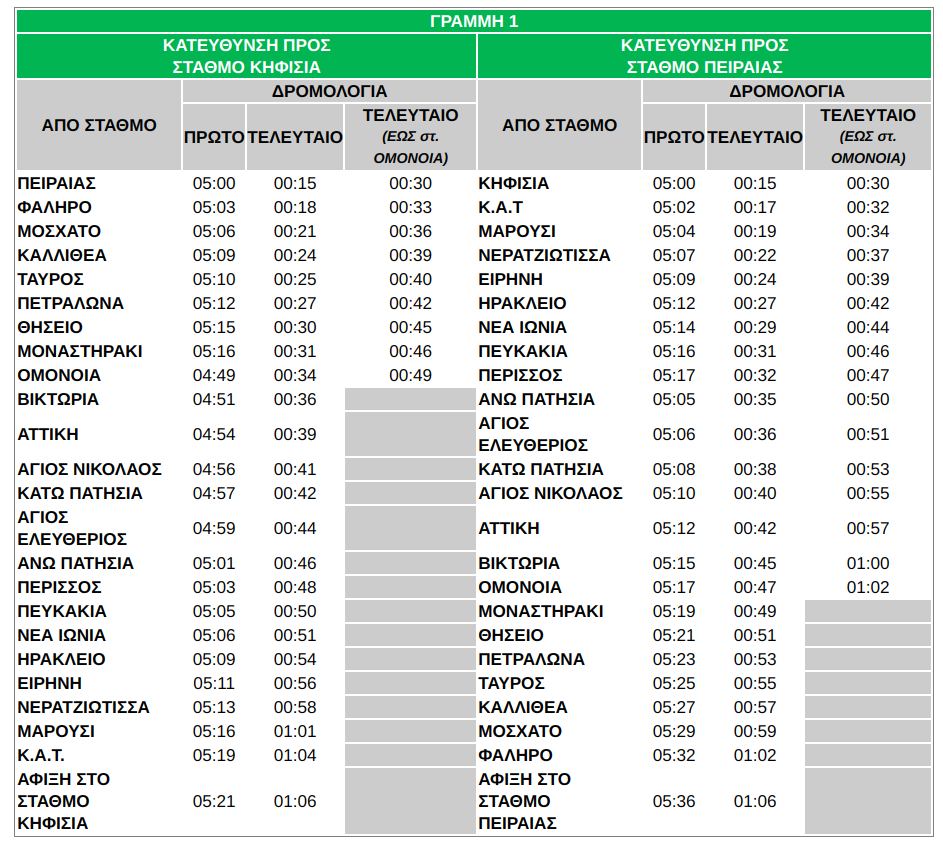 ΓΡΑΜΜΗ 1
ΚΑΤΕΥΘΥΝΣΗ ΠΡΟΣ
ΣΤΑΘΜΟ ΚΗΦΙΣΙΑ
ΚΑΤΕΥΘΥΝΣΗ ΠΡΟΣ
ΣΤΑΘΜΟ ΠΕΙΡΑΙΑΣ
ΑΠΟ ΣΤΑΘΜΟ
ΔΡΟΜΟΛΟΓΙΑ
ΠΡΩΤΟ ΤΕΛΕΥΤΑΙΟ
ΤΕΛΕΥΤΑΙΟ
(ΕΩΣ στ.
ΟΜΟΝΟΙΑ)
ΑΠΟ ΣΤΑΘΜΟ
ΔΡΟΜΟΛΟΓΙΑ
ΠΡΩΤΟ ΤΕΛΕΥΤΑΙΟ
ΤΕΛΕΥΤΑΙΟ
(ΕΩΣ στ.
ΟΜΟΝΟΙΑ)
ΠΕΙΡΑΙΑΣ 05:00 00:15 00:30 ΚΗΦΙΣΙΑ 05:00 00:15 00:30
ΦΑΛΗΡΟ 05:03 00:18 00:33 Κ.Α.Τ 05:02 00:17 00:32
ΜΟΣΧΑΤΟ 05:06 00:21 00:36 ΜΑΡΟΥΣΙ 05:04 00:19 00:34
ΚΑΛΛΙΘΕΑ 05:09 00:24 00:39 ΝΕΡΑΤΖΙΩΤΙΣΣΑ 05:07 00:22 00:37
ΤΑΥΡΟΣ 05:10 00:25 00:40 ΕΙΡΗΝΗ 05:09 00:24 00:39
ΠΕΤΡΑΛΩΝΑ 05:12 00:27 00:42 ΗΡΑΚΛΕΙΟ 05:12 00:27 00:42
ΘΗΣΕΙΟ 05:15 00:30 00:45 ΝΕΑ ΙΩΝΙΑ 05:14 00:29 00:44
ΜΟΝΑΣΤΗΡΑΚΙ 05:16 00:31 00:46 ΠΕΥΚΑΚΙΑ 05:16 00:31 00:46
ΟΜΟΝΟΙΑ 04:49 00:34 00:49 ΠΕΡΙΣΣΟΣ 05:17 00:32 00:47
ΒΙΚΤΩΡΙΑ 04:51 00:36 ΑΝΩ ΠΑΤΗΣΙΑ 05:05 00:35 00:50
ΑΤΤΙΚΗ 04:54 00:39 ΑΓΙΟΣ
ΕΛΕΥΘΕΡΙΟΣ 05:06 00:36 00:51
ΑΓΙΟΣ ΝΙΚΟΛΑΟΣ 04:56 00:41 ΚΑΤΩ ΠΑΤΗΣΙΑ 05:08 00:38 00:53
ΚΑΤΩ ΠΑΤΗΣΙΑ 04:57 00:42 ΑΓΙΟΣ ΝΙΚΟΛΑΟΣ 05:10 00:40 00:55
ΑΓΙΟΣ
ΕΛΕΥΘΕΡΙΟΣ 04:59 00:44 ΑΤΤΙΚΗ 05:12 00:42 00:57
ΑΝΩ ΠΑΤΗΣΙΑ 05:01 00:46 ΒΙΚΤΩΡΙΑ 05:15 00:45 01:00
ΠΕΡΙΣΣΟΣ 05:03 00:48 ΟΜΟΝΟΙΑ 05:17 00:47 01:02
ΠΕΥΚΑΚΙΑ 05:05 00:50 ΜΟΝΑΣΤΗΡΑΚΙ 05:19 00:49
ΝΕΑ ΙΩΝΙΑ 05:06 00:51 ΘΗΣΕΙΟ 05:21 00:51
ΗΡΑΚΛΕΙΟ 05:09 00:54 ΠΕΤΡΑΛΩΝΑ 05:23 00:53
ΕΙΡΗΝΗ 05:11 00:56 ΤΑΥΡΟΣ 05:25 00:55
ΝΕΡΑΤΖΙΩΤΙΣΣΑ 05:13 00:58 ΚΑΛΛΙΘΕΑ 05:27 00:57
ΜΑΡΟΥΣΙ 05:16 01:01 ΜΟΣΧΑΤΟ 05:29 00:59
Κ.Α.Τ. 05:19 01:04 ΦΑΛΗΡΟ 05:32 01:02
ΑΦΙΞΗ ΣΤΟ
ΣΤΑΘΜΟ
ΚΗΦΙΣΙΑ 05:21 01:06
ΑΦΙΞΗ ΣΤΟ
ΣΤΑΘΜΟ
ΠΕΙΡΑΙΑΣ 05:36 01:06